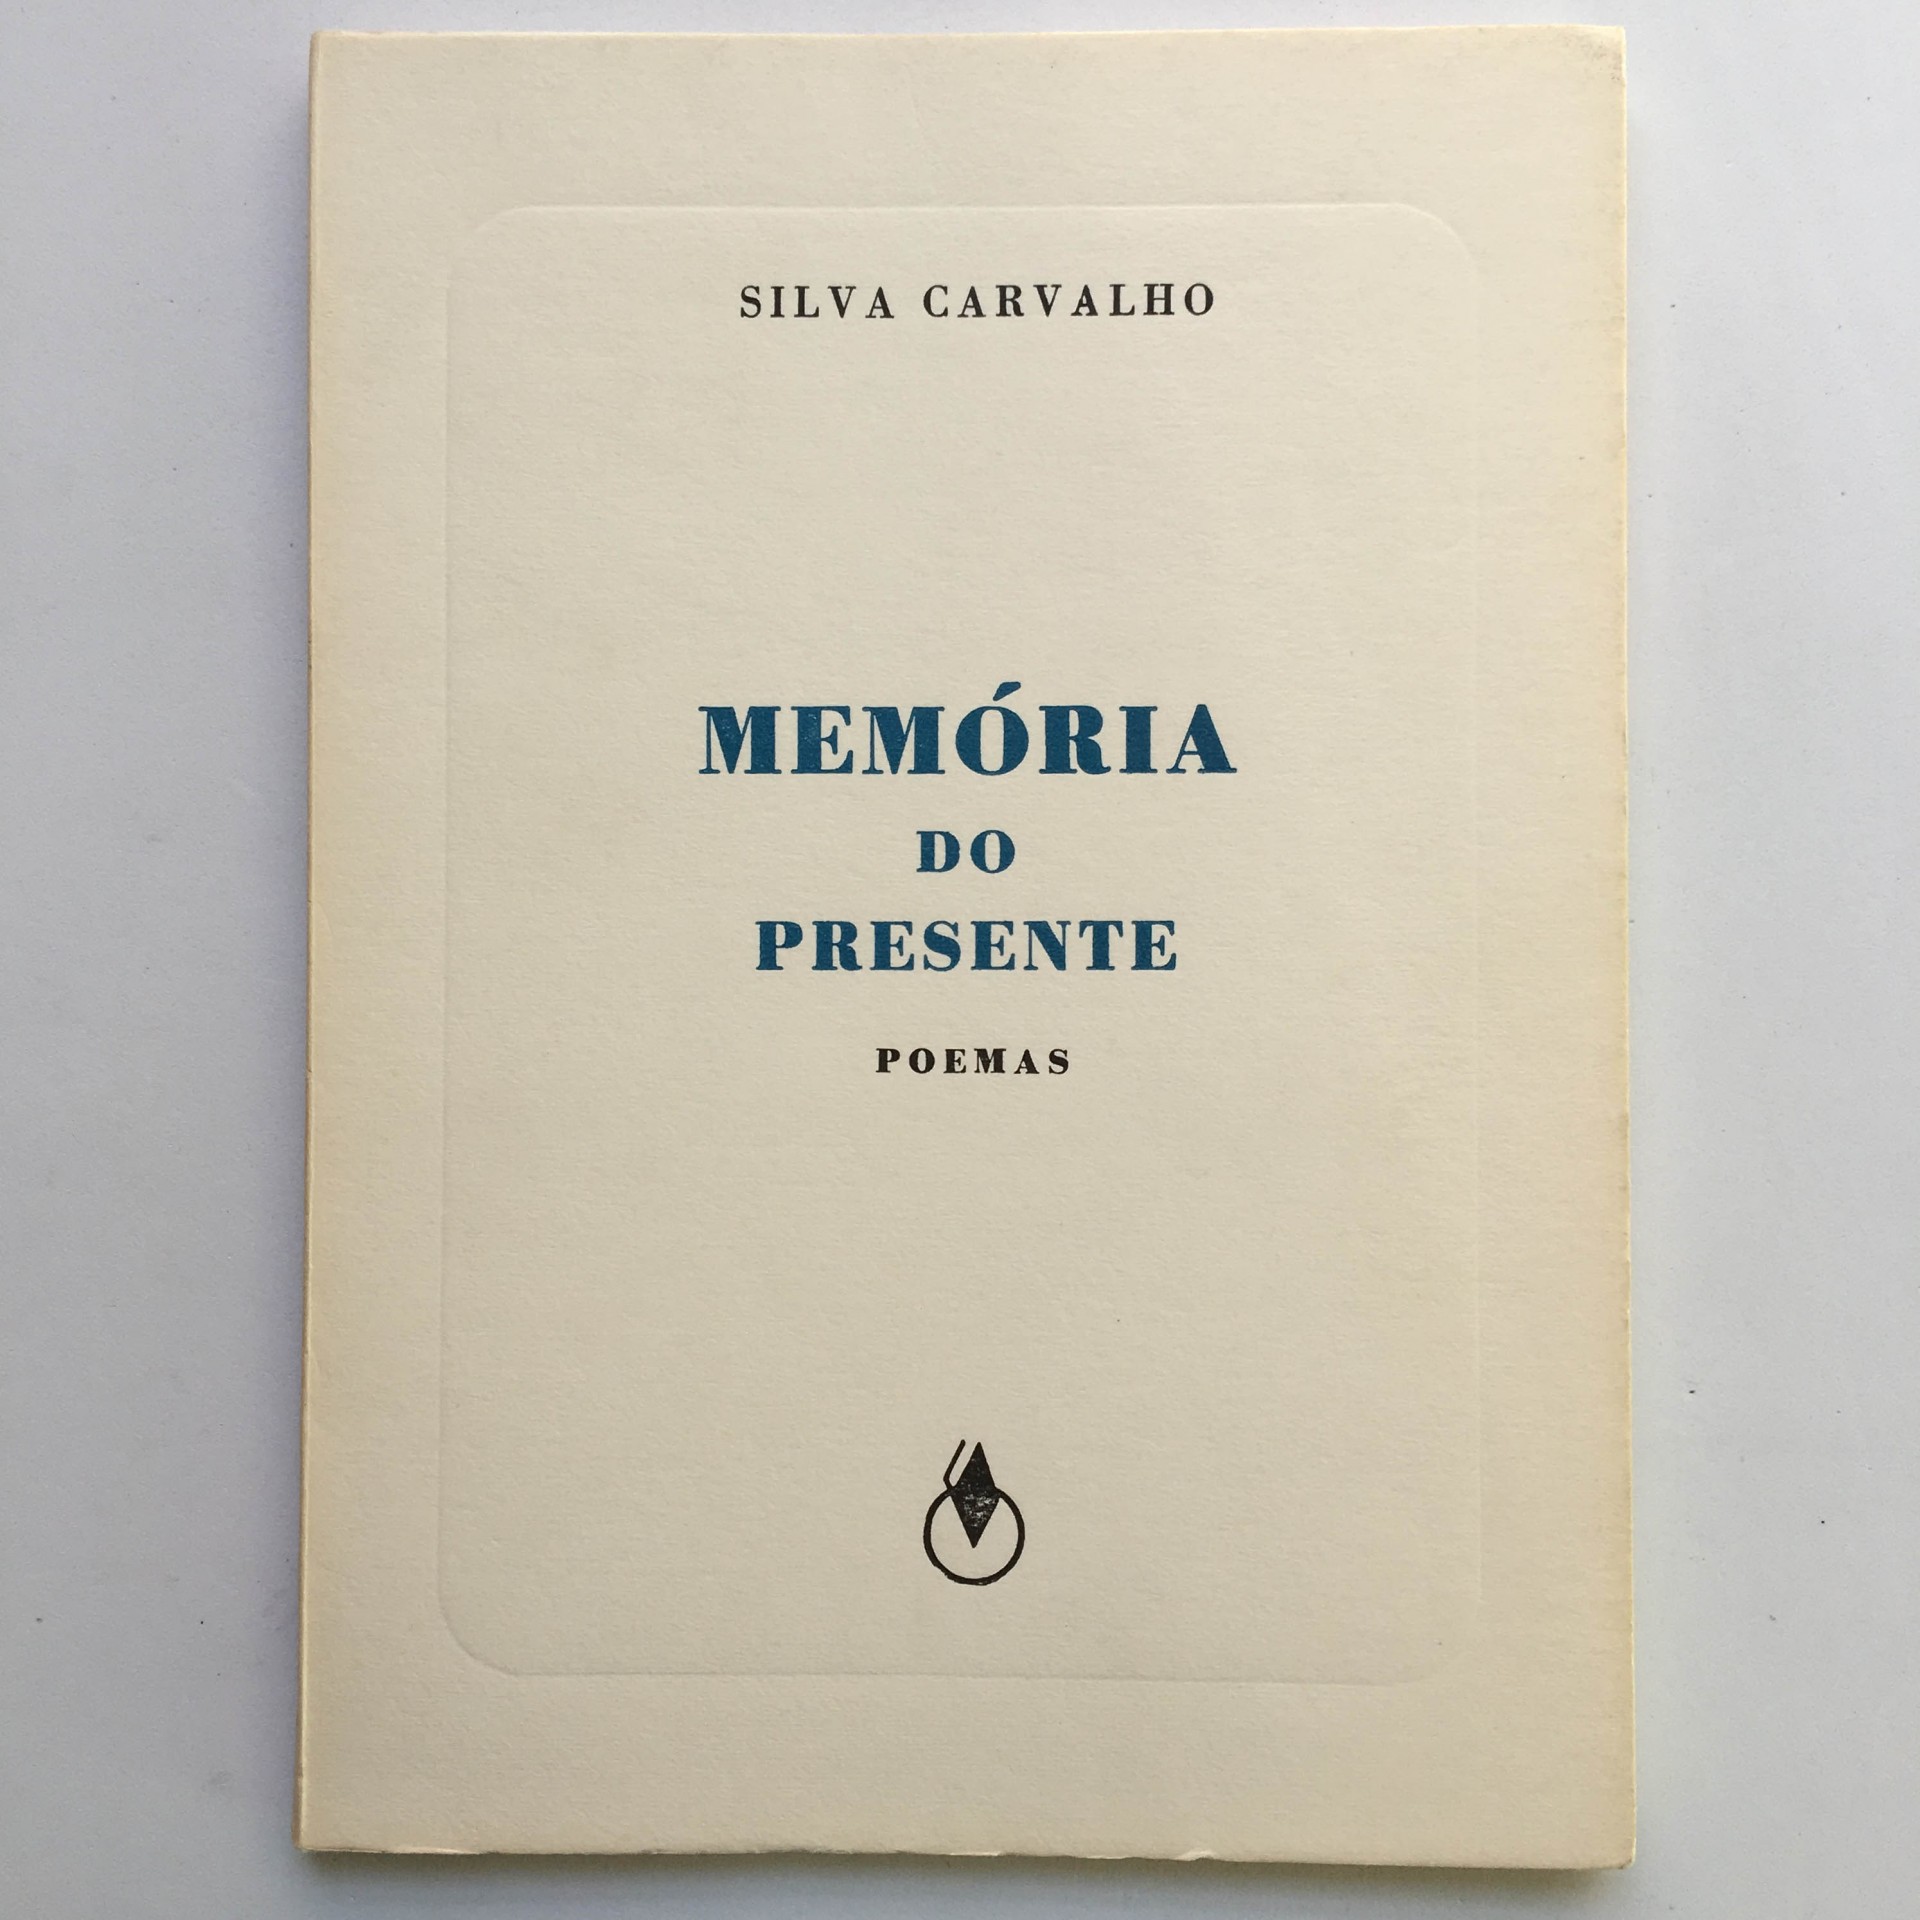 SILVA CARVALHO
MEMÓRIA
DO
PRESENTE
POEMAS